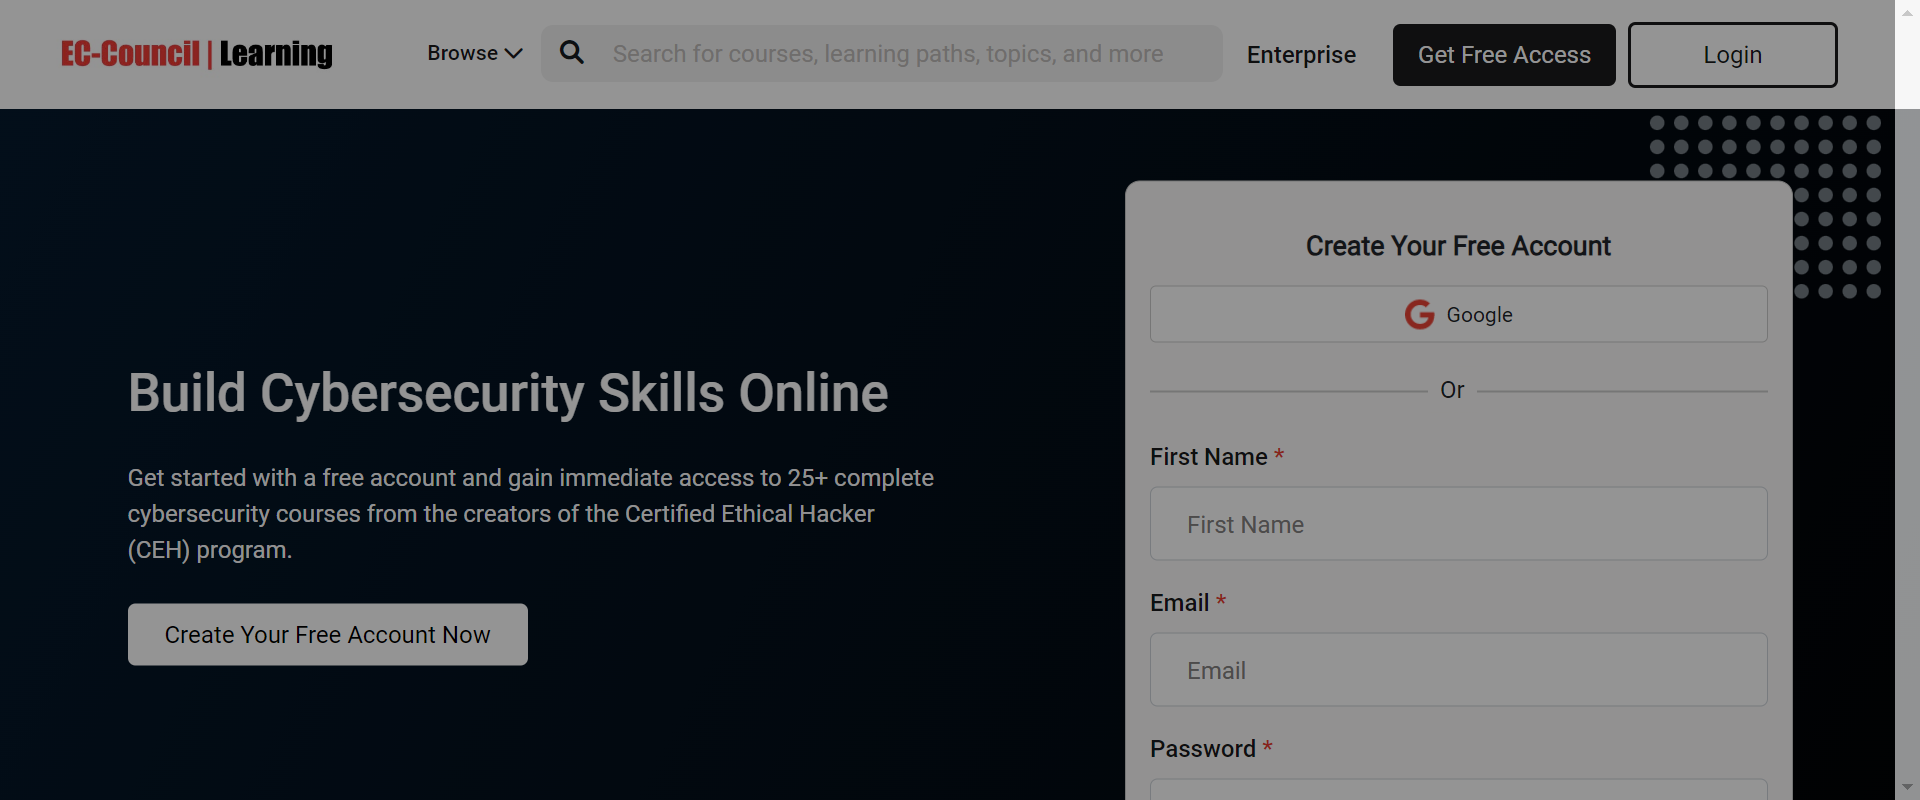 EC-Council | Learning
Browse
Search for courses, learning paths, topics, and more
Enterprise
Get Free Access
Login
Build Cybersecurity Skills Online
Get started with a free account and gain immediate access to 25+ complete
cybersecurity courses from the creators of the Certified Ethical Hacker
(CEH) program.
Create Your Free Account Now
Create Your Free Account
Google
Or
First Name *
First Name
Email *
Email
Password *